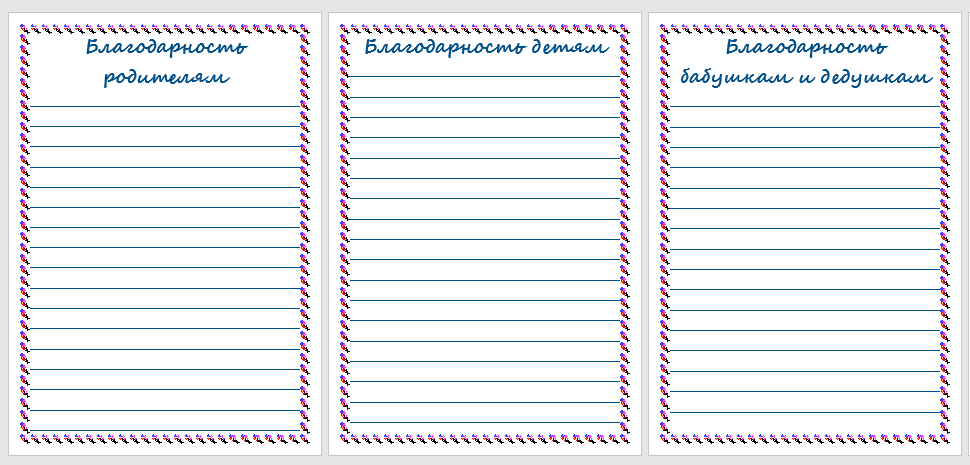 Благодарность
родителям
Благодарность детям
Благодарность
бабушкам и дедушкам